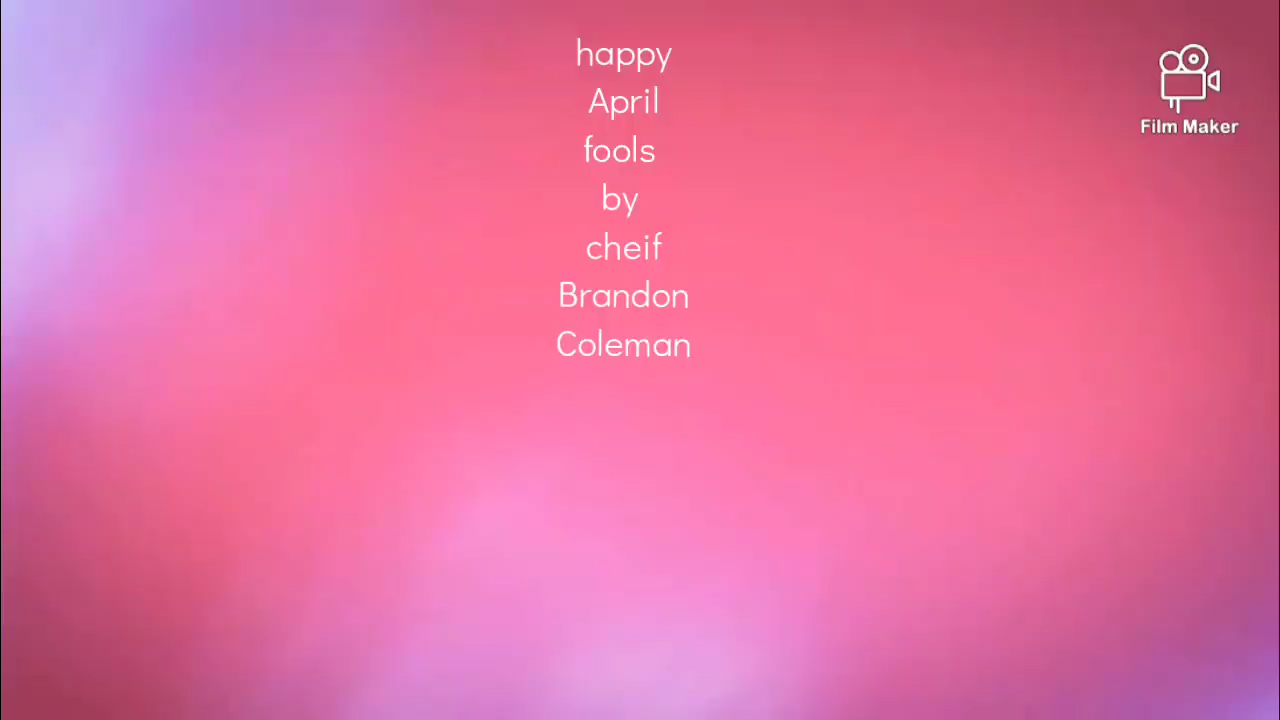 happy
April
fools
by
cheif
Brandon
Coleman
Film Maker